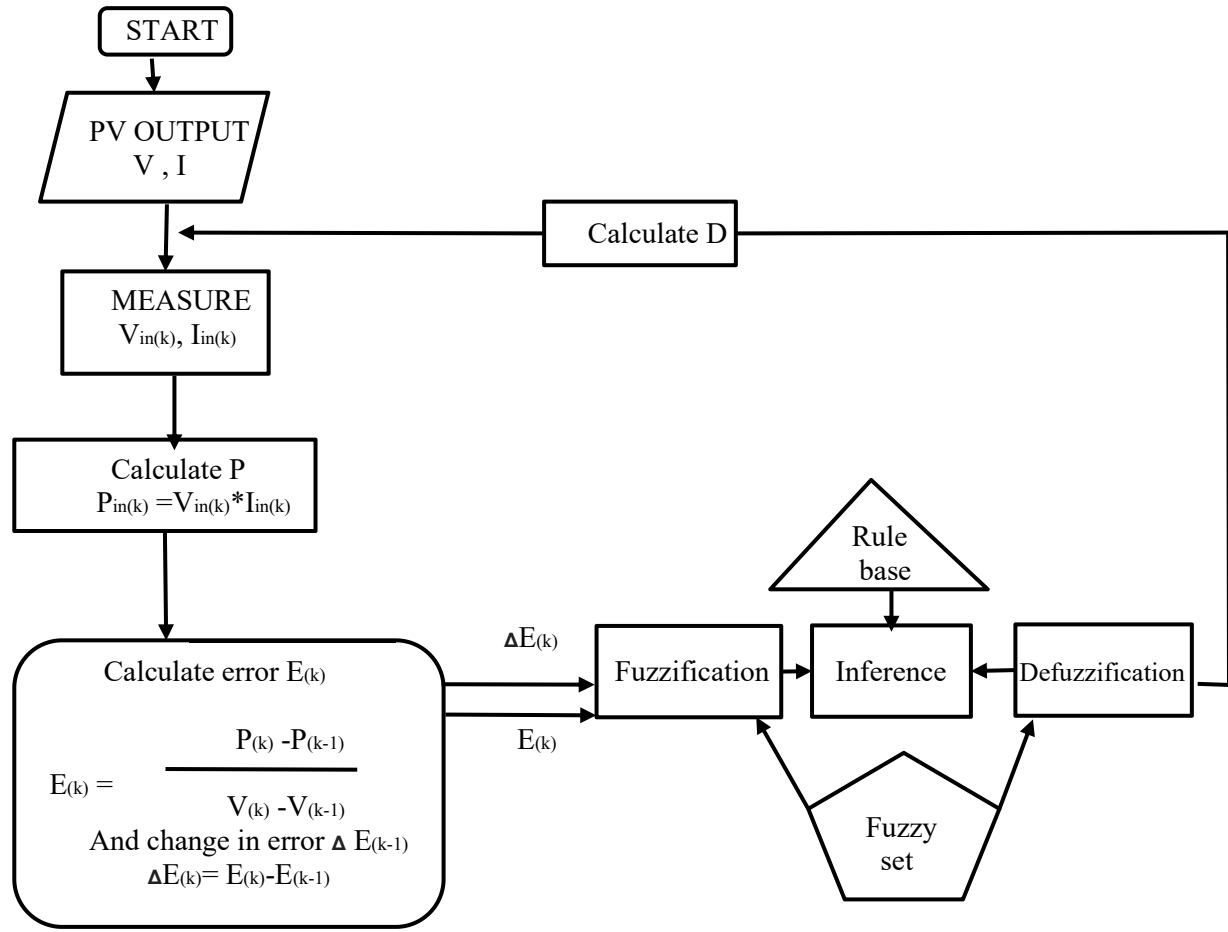 START
PV OUTPUT
V , I
Calculate D
MEASURE
Vin(k), Iin(k)
Calculate P
Pin(k) =Vin(k)*Iin(k)
Rule
base
Calculate error E(k)
P(k) -P(k-1)
E(k) =
V(k) -V(k-1)
And change in error Δ E(k-1)
ΔE(k)= E(k)-E(k-1)
ΔE(k)
E(k)
Fuzzification
Inference
Defuzzification
Fuzzy
set